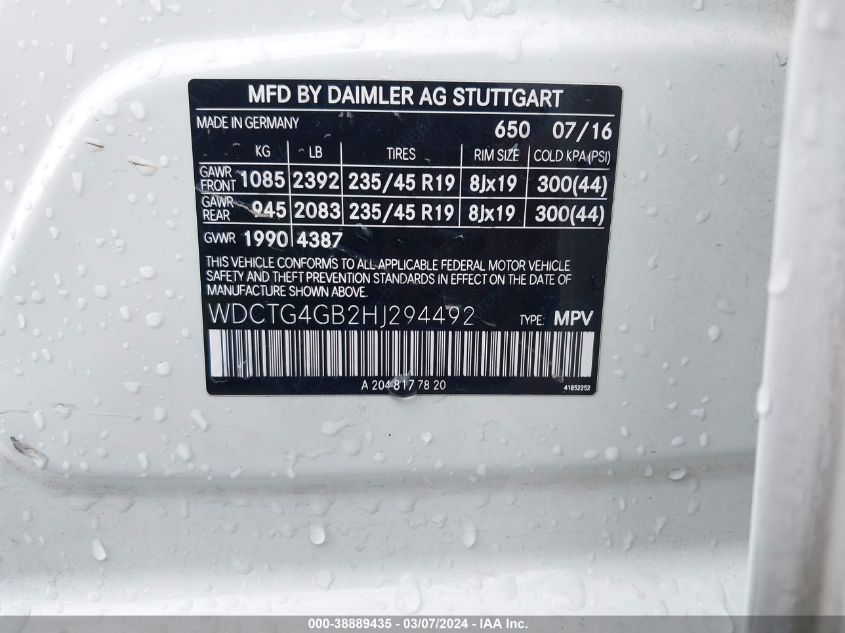 MFD BY DAIMLER AG STUTTGART
MADE IN GERMANY 650 07/16
KG LB TIRES RIM SIZE COLD KPA(PSI)
GAWR FRONT 1085 2392 235/45 R19 8Jx19 300(44)
GAWR REAR 945 2083 235/45 R19 8Jx19 300(44)
GVWR 1990 4387
THIS VEHICLE CONFORMS TO ALL APPLICABLE FEDERAL MOTOR VEHICLE
SAFETY AND THEFT PREVENTION STANDARDS IN EFFECT ON THE DATE OF
MANUFACTURE SHOWN ABOVE.
WDCTG4GB2HJ294492 TYPE: MPV
A 204 817 78 20 41852252
000-38889435 - 03/07/2024 - IAA Inc.